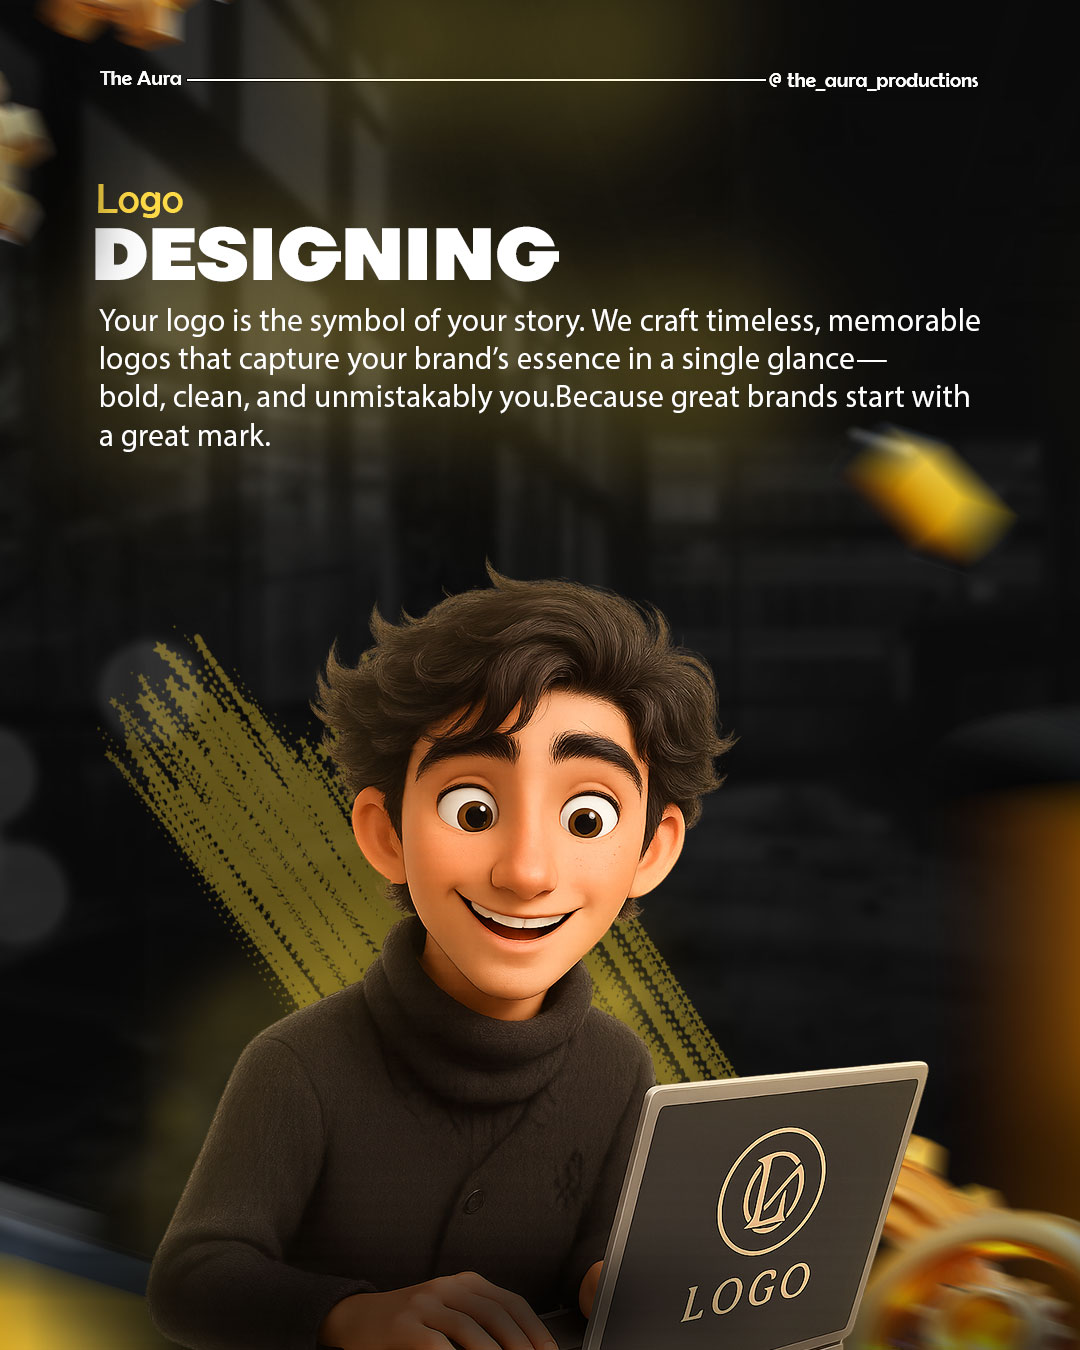 The Aura @ the_aura_productions
Logo
DESIGNING
Your logo is the symbol of your story. We craft timeless, memorable
logos that capture your brand’s essence in a single glance—
bold, clean, and unmistakably you.Because great brands start with
a great mark.
LOGO